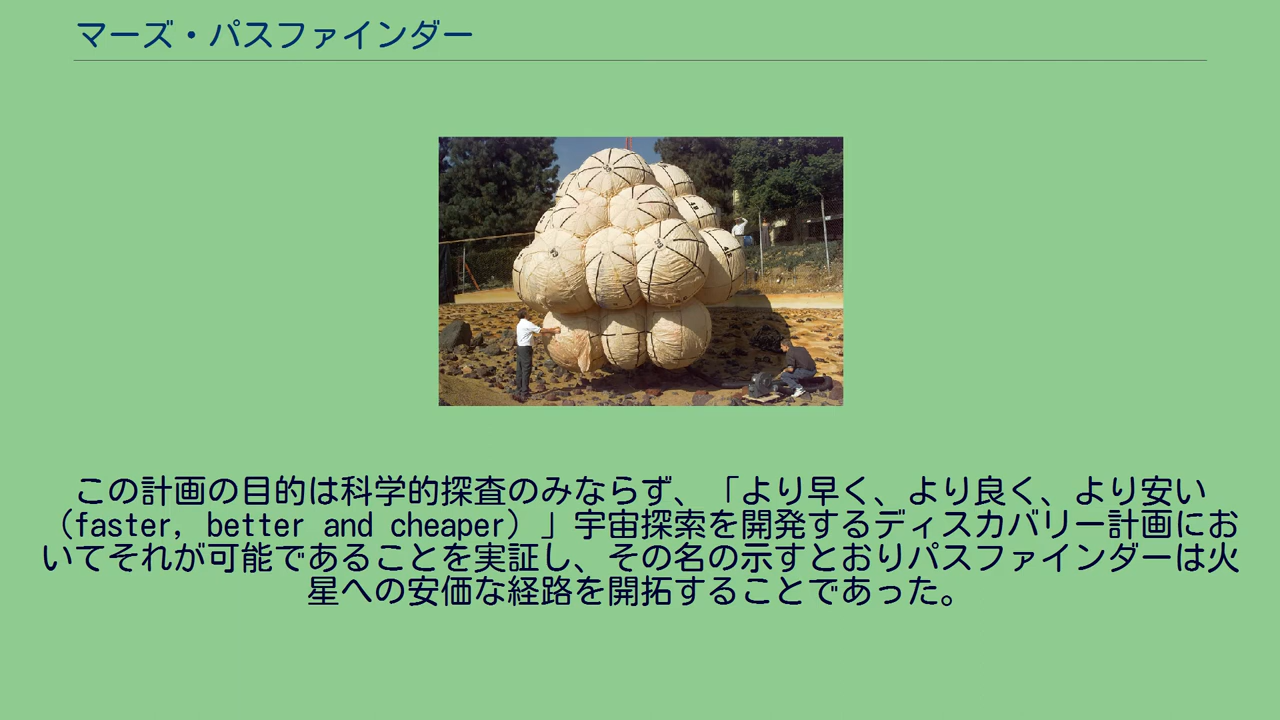 マーズ・パスファインダー
この計画の目的は科学的探査のみならず、「より早く、より良く、より安い
（faster, better and cheaper）」宇宙探索を開発するディスカバリー計画にお
いてそれが可能であることを実証し、その名の示すとおりパスファインダーは火
星への安価な経路を開拓することであった。